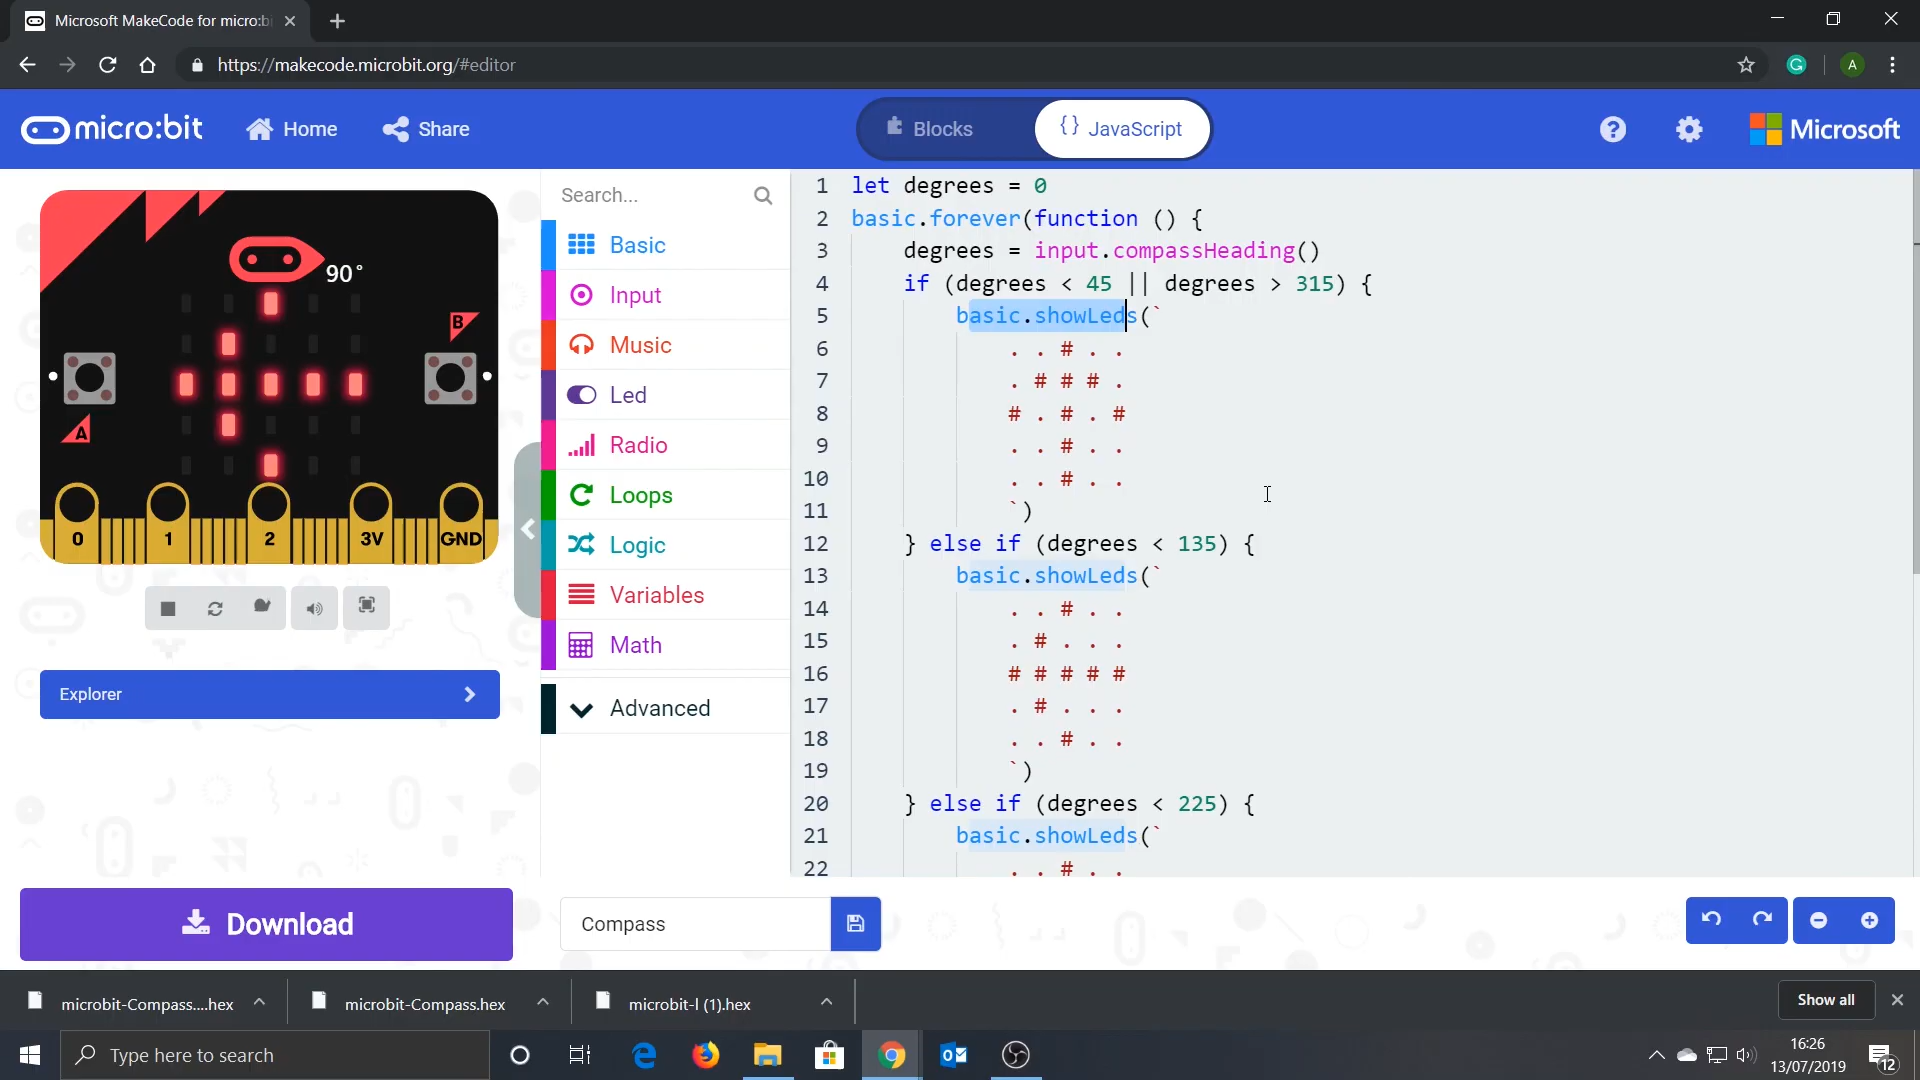 Microsoft MakeCode for micro:bi
https://makecode.microbit.org/#editor
G
A
micro:bit
Home
Share
Blocks
{} JavaScript
?
Microsoft
90°
B
A
0
1
2
3V
GND
Explorer
Download
Search...
Basic
Input
Music
Led
Radio
Loops
Logic
Variables
Math
Advanced
1 let degrees = 0
2 basic.forever(function () {
3 degrees = input.compassHeading()
4 if (degrees < 45 || degrees > 315) {
5 basic.showLeds(`
6 . . # . .
7 . # # # .
8 # . # . #
9 . . # . .
10 . . # . .
11 `)
12 } else if (degrees < 135) {
13 basic.showLeds(`
14 . . # . .
15 . # . . .
16 # # # # #
17 . # . . .
18 . . # . .
19 `)
20 } else if (degrees < 225) {
21 basic.showLeds(`
22 . . # . .
Compass
microbit-Compass....hex
microbit-Compass.hex
microbit-l (1).hex
Show all
Type here to search
16:26
13/07/2019
12